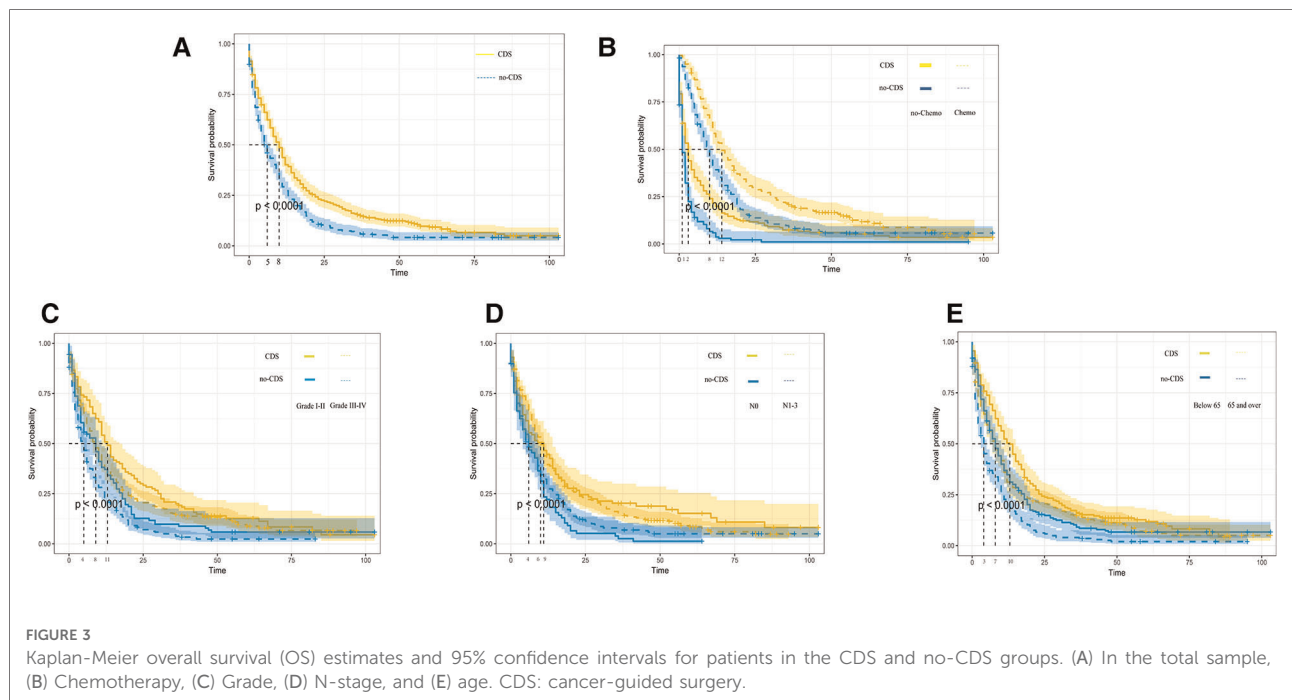 A
1.00
0.75
0.50
0.25
0.00
Survival probability
CDS
no-CDS
p < 0.0001
0 5 8 25 50 75 100
Time
B
1.00
0.75
0.50
0.25
0.00
Survival probability
CDS
no-CDS
no-Chemo Chemo
p < 0.0001
0 1 2 8 12 25 50 75 100
Time
C
1.00
0.75
0.50
0.25
0.00
Survival probability
CDS
no-CDS
Grade I-II Grade III-IV
p < 0.0001
0 4 8 11 25 50 75 100
Time
D
1.00
0.75
0.50
0.25
0.00
Survival probability
CDS
no-CDS
N0 N1-3
p < 0.0001
0 4 6 9 25 50 75 100
Time
E
1.00
0.75
0.50
0.25
0.00
Survival probability
CDS
no-CDS
Below 65 65 and over
p < 0.0001
0 3 7 10 25 50 75 100
Time
FIGURE 3
Kaplan-Meier overall survival (OS) estimates and 95% confidence intervals for patients in the CDS and no-CDS groups. (A) In the total sample,
(B) Chemotherapy, (C) Grade, (D) N-stage, and (E) age. CDS: cancer-guided surgery.